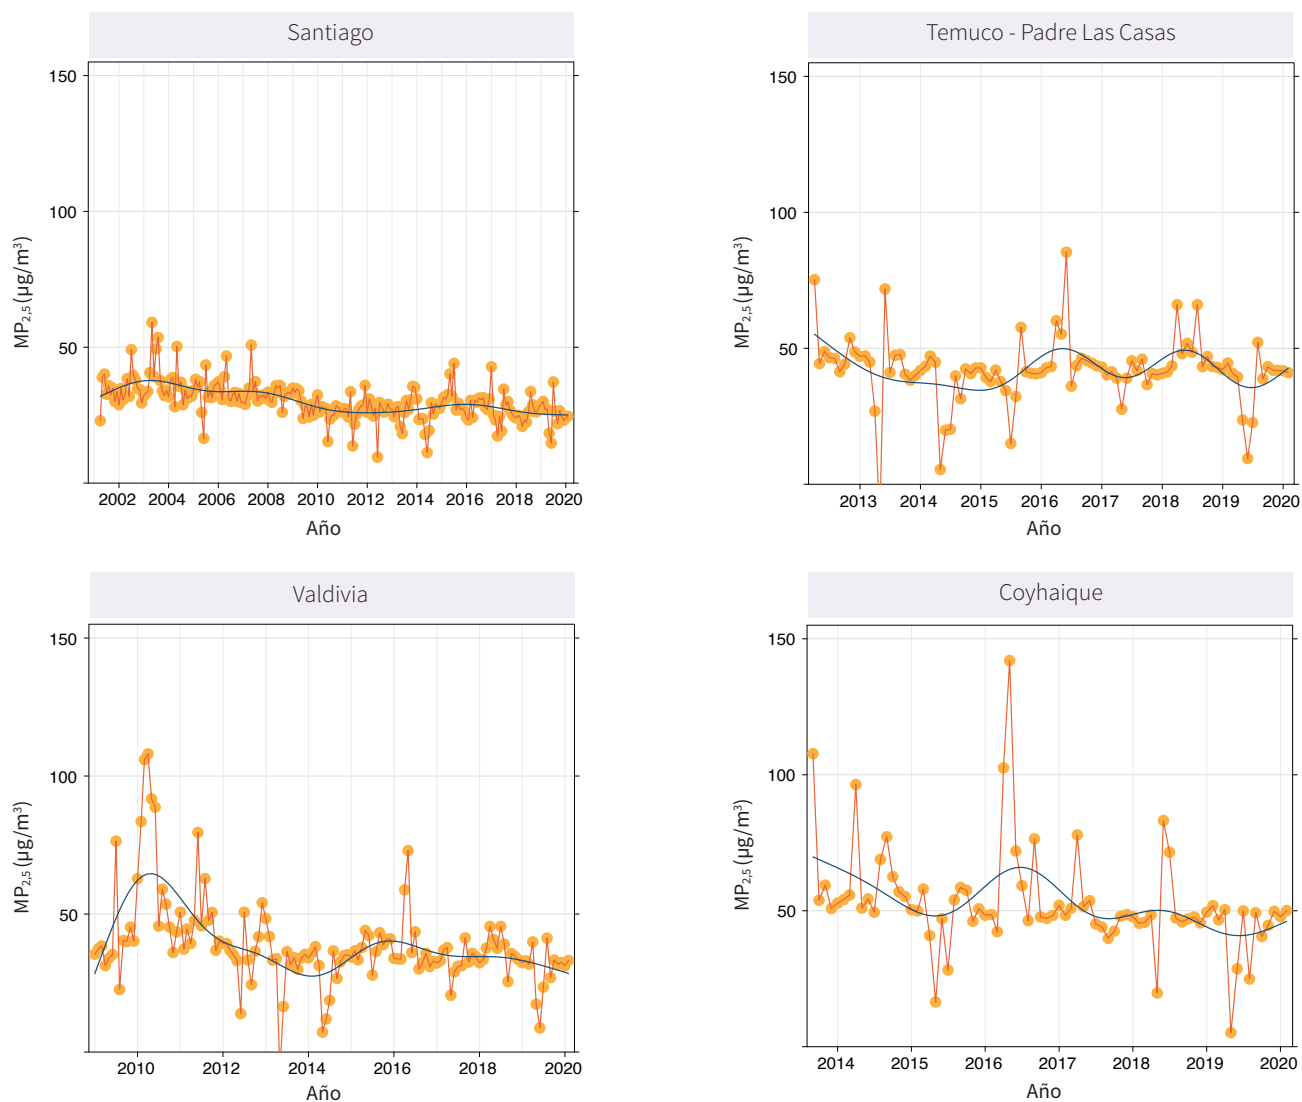 Santiago
150
100
50
MP2,5 (µg/m³)
2002 2004 2006 2008 2010 2012 2014 2016 2018 2020
Año
Temuco - Padre Las Casas
150
100
50
MP2,5 (µg/m³)
2013 2014 2015 2016 2017 2018 2019 2020
Año
Valdivia
150
100
50
MP2,5 (µg/m³)
2010 2012 2014 2016 2018 2020
Año
Coyhaique
150
100
50
MP2,5 (µg/m³)
2014 2015 2016 2017 2018 2019 2020
Año